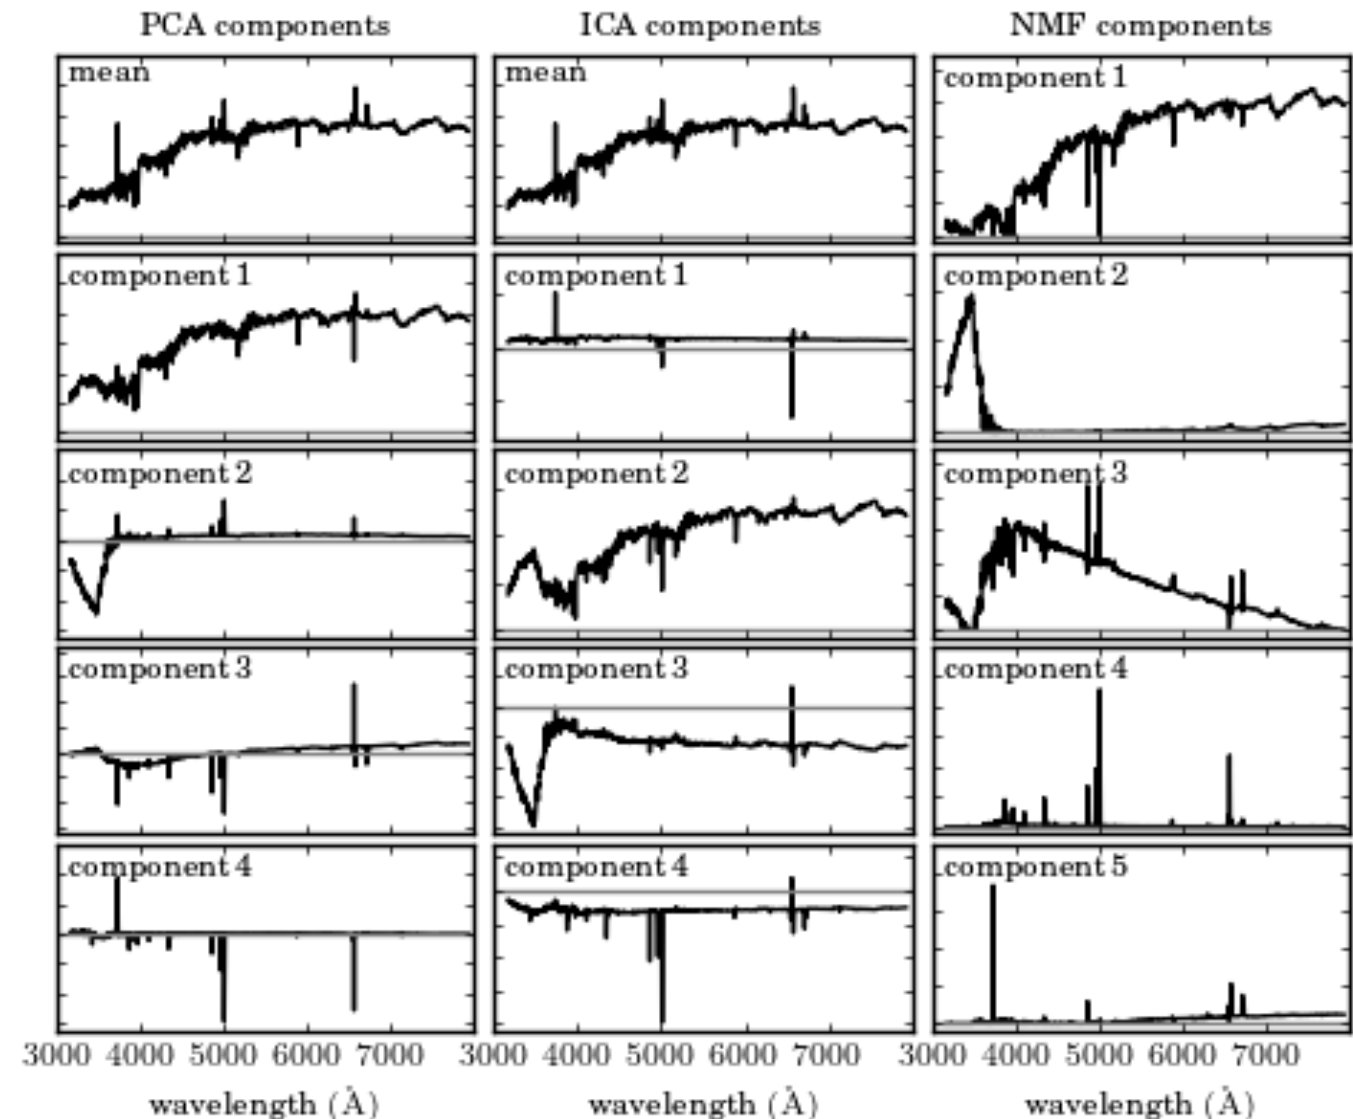 PCA components ICA components NMF components
mean mean component 1
component 1 component 1 component 2
component 2 component 2 component 3
component 3 component 3 component 4
component 4 component 4 component 5
3000 4000 5000 6000 7000 3000 4000 5000 6000 7000 3000 4000 5000 6000 7000
wavelength (Å) wavelength (Å) wavelength (Å)